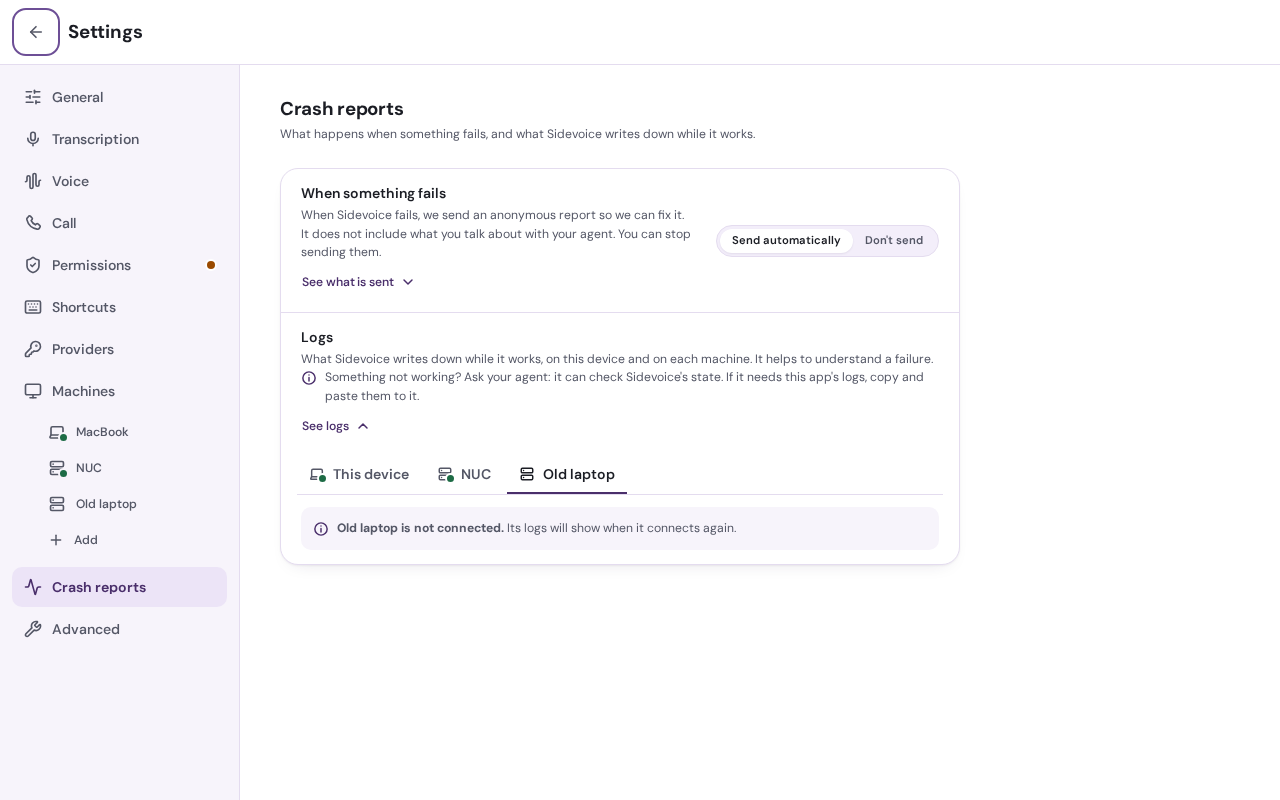 Settings
General
Transcription
Voice
Call
Permissions
Shortcuts
Providers
Machines
MacBook
NUC
Old laptop
Add
Crash reports
Advanced
Crash reports
What happens when something fails, and what Sidevoice writes down while it works.
When something fails
When Sidevoice fails, we send an anonymous report so we can fix it.
It does not include what you talk about with your agent. You can stop
sending them.
Send automatically
Don't send
See what is sent
Logs
What Sidevoice writes down while it works, on this device and on each machine. It helps to understand a failure.
Something not working? Ask your agent: it can check Sidevoice's state. If it needs this app's logs, copy and
paste them to it.
See logs
This device
NUC
Old laptop
Old laptop is not connected. Its logs will show when it connects again.